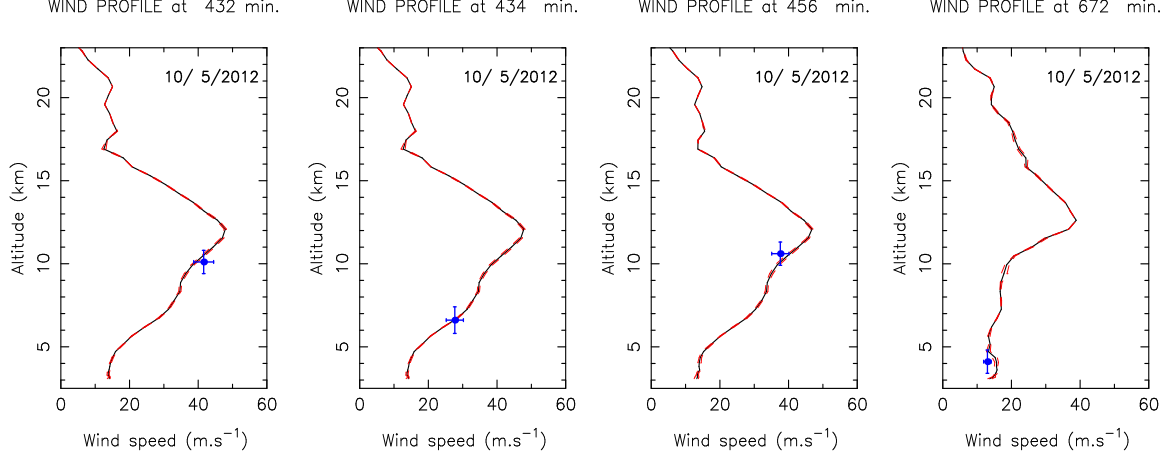 WIND PROFILE at 432 min.
10/ 5/2012
20
15
10
5
Altitude (km)
0 20 40 60
Wind speed (m.s⁻¹)
WIND PROFILE at 434 min.
10/ 5/2012
20
15
10
5
Altitude (km)
0 20 40 60
Wind speed (m.s⁻¹)
WIND PROFILE at 456 min.
10/ 5/2012
20
15
10
5
Altitude (km)
0 20 40 60
Wind speed (m.s⁻¹)
WIND PROFILE at 672 min.
10/ 5/2012
20
15
10
5
Altitude (km)
0 20 40 60
Wind speed (m.s⁻¹)